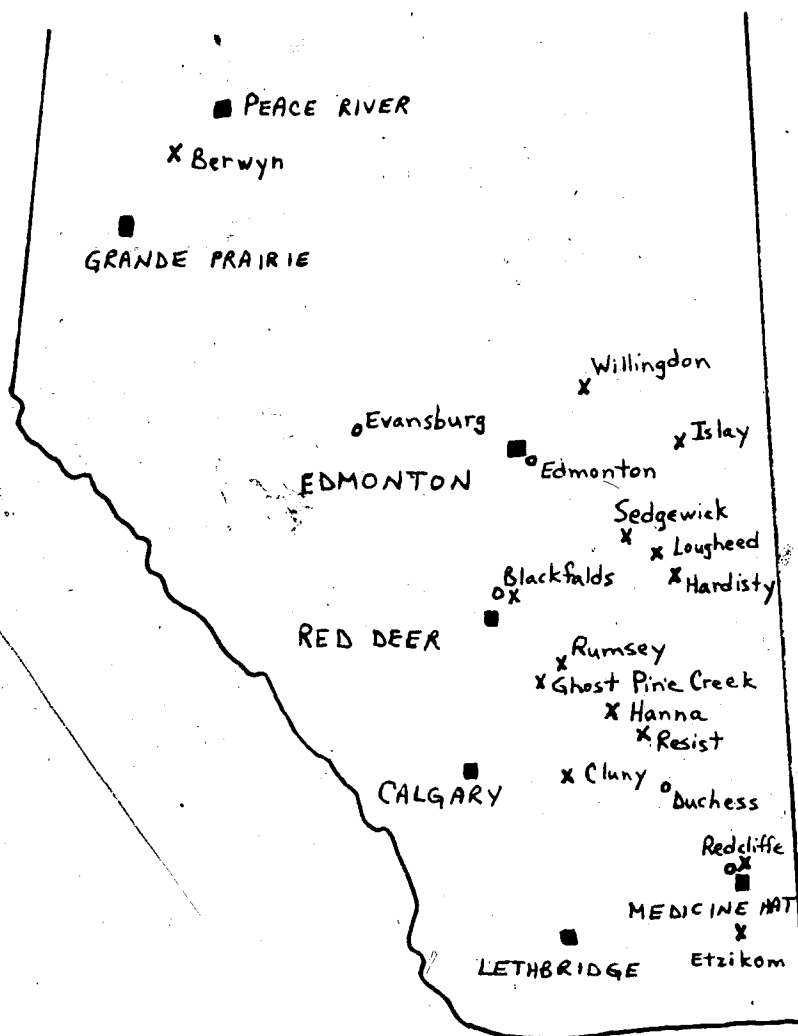 PEACE RIVER
x Berwyn
GRANDE PRAIRIE
Willingdon
x
Evansburg
x Islay
EDMONTON
Edmonton
Sedgewick
x
x Lougheed
x Hardisty
Blackfalds
x
RED DEER
Rumsey
x
x Ghost Pine Creek
x Hanna
x Resist
CALGARY
x Cluny
Duchess
Redcliffe
x
MEDICINE HAT
x
Etzikom
LETHBRIDGE